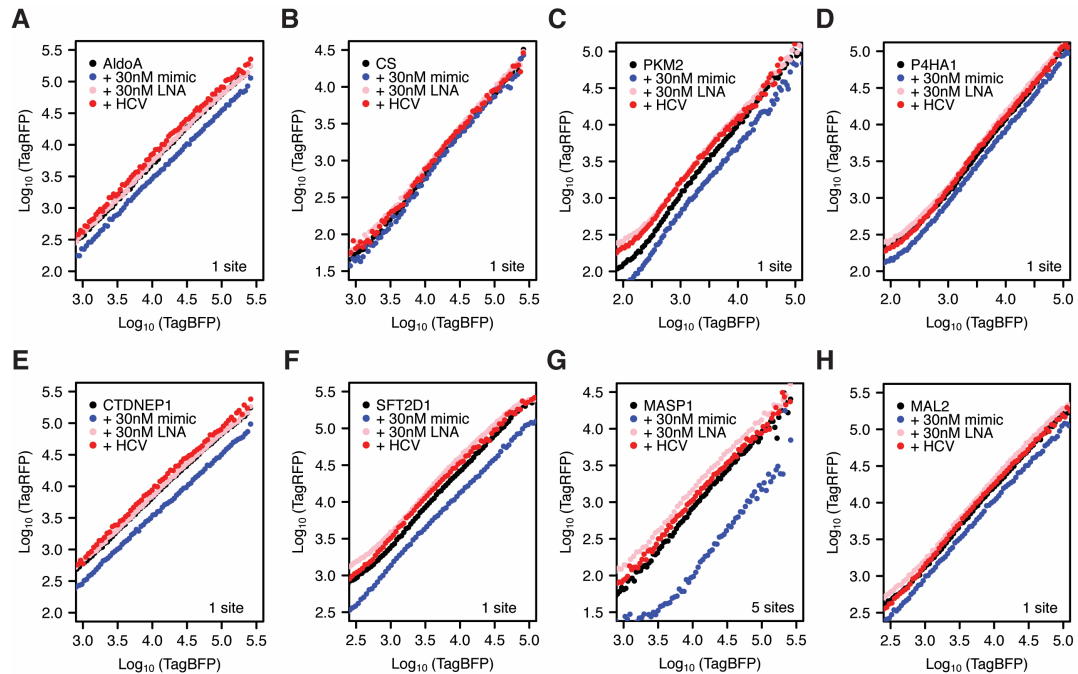 A
B
C
D
5.5
5.0
4.5
4.0
3.5
3.0
2.5
2.0
Log10 (TagRFP)
AldoA
+ 30nM mimic
+ 30nM LNA
+ HCV
1 site
3.0 3.5 4.0 4.5 5.0 5.5
Log10 (TagBFP)
4.5
4.0
3.5
3.0
2.5
2.0
1.5
Log10 (TagRFP)
CS
+ 30nM mimic
+ 30nM LNA
+ HCV
1 site
3.0 3.5 4.0 4.5 5.0 5.5
Log10 (TagBFP)
5.0
4.5
4.0
3.5
3.0
2.5
2.0
Log10 (TagRFP)
PKM2
+ 30nM mimic
+ 30nM LNA
+ HCV
1 site
2.0 3.0 4.0 5.0
Log10 (TagBFP)
5.0
4.5
4.0
3.5
3.0
2.5
2.0
Log10 (TagRFP)
P4HA1
+ 30nM mimic
+ 30nM LNA
+ HCV
1 site
2.0 3.0 4.0 5.0
Log10 (TagBFP)
E
F
G
H
5.5
5.0
4.5
4.0
3.5
3.0
2.5
2.0
Log10 (TagRFP)
CTDNEP1
+ 30nM mimic
+ 30nM LNA
+ HCV
1 site
3.0 3.5 4.0 4.5 5.0 5.5
Log10 (TagBFP)
5.5
5.0
4.5
4.0
3.5
3.0
2.5
Log10 (TagRFP)
SFT2D1
+ 30nM mimic
+ 30nM LNA
+ HCV
1 site
2.5 3.0 3.5 4.0 4.5 5.0
Log10 (TagBFP)
4.5
4.0
3.5
3.0
2.5
2.0
1.5
Log10 (TagRFP)
MASP1
+ 30nM mimic
+ 30nM LNA
+ HCV
5 sites
3.0 3.5 4.0 4.5 5.0 5.5
Log10 (TagBFP)
5.5
5.0
4.5
4.0
3.5
3.0
2.5
Log10 (TagRFP)
MAL2
+ 30nM mimic
+ 30nM LNA
+ HCV
1 site
2.5 3.0 3.5 4.0 4.5 5.0
Log10 (TagBFP)